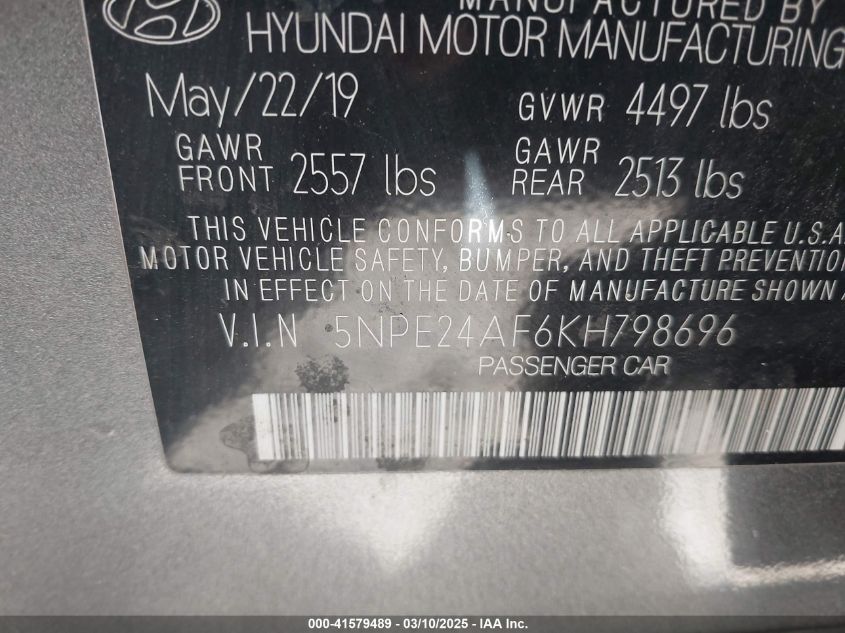 MANUFACTURED BY
HYUNDAI MOTOR MANUFACTURING
May/22/19 GVWR 4497 lbs
GAWR FRONT 2557 lbs GAWR REAR 2513 lbs
THIS VEHICLE CONFORMS TO ALL APPLICABLE U.S.A.
MOTOR VEHICLE SAFETY, BUMPER, AND THEFT PREVENTION
IN EFFECT ON THE DATE OF MANUFACTURE SHOWN
V.I.N 5NPE24AF6KH798696
PASSENGER CAR
000-41579489 - 03/10/2025 - IAA Inc.